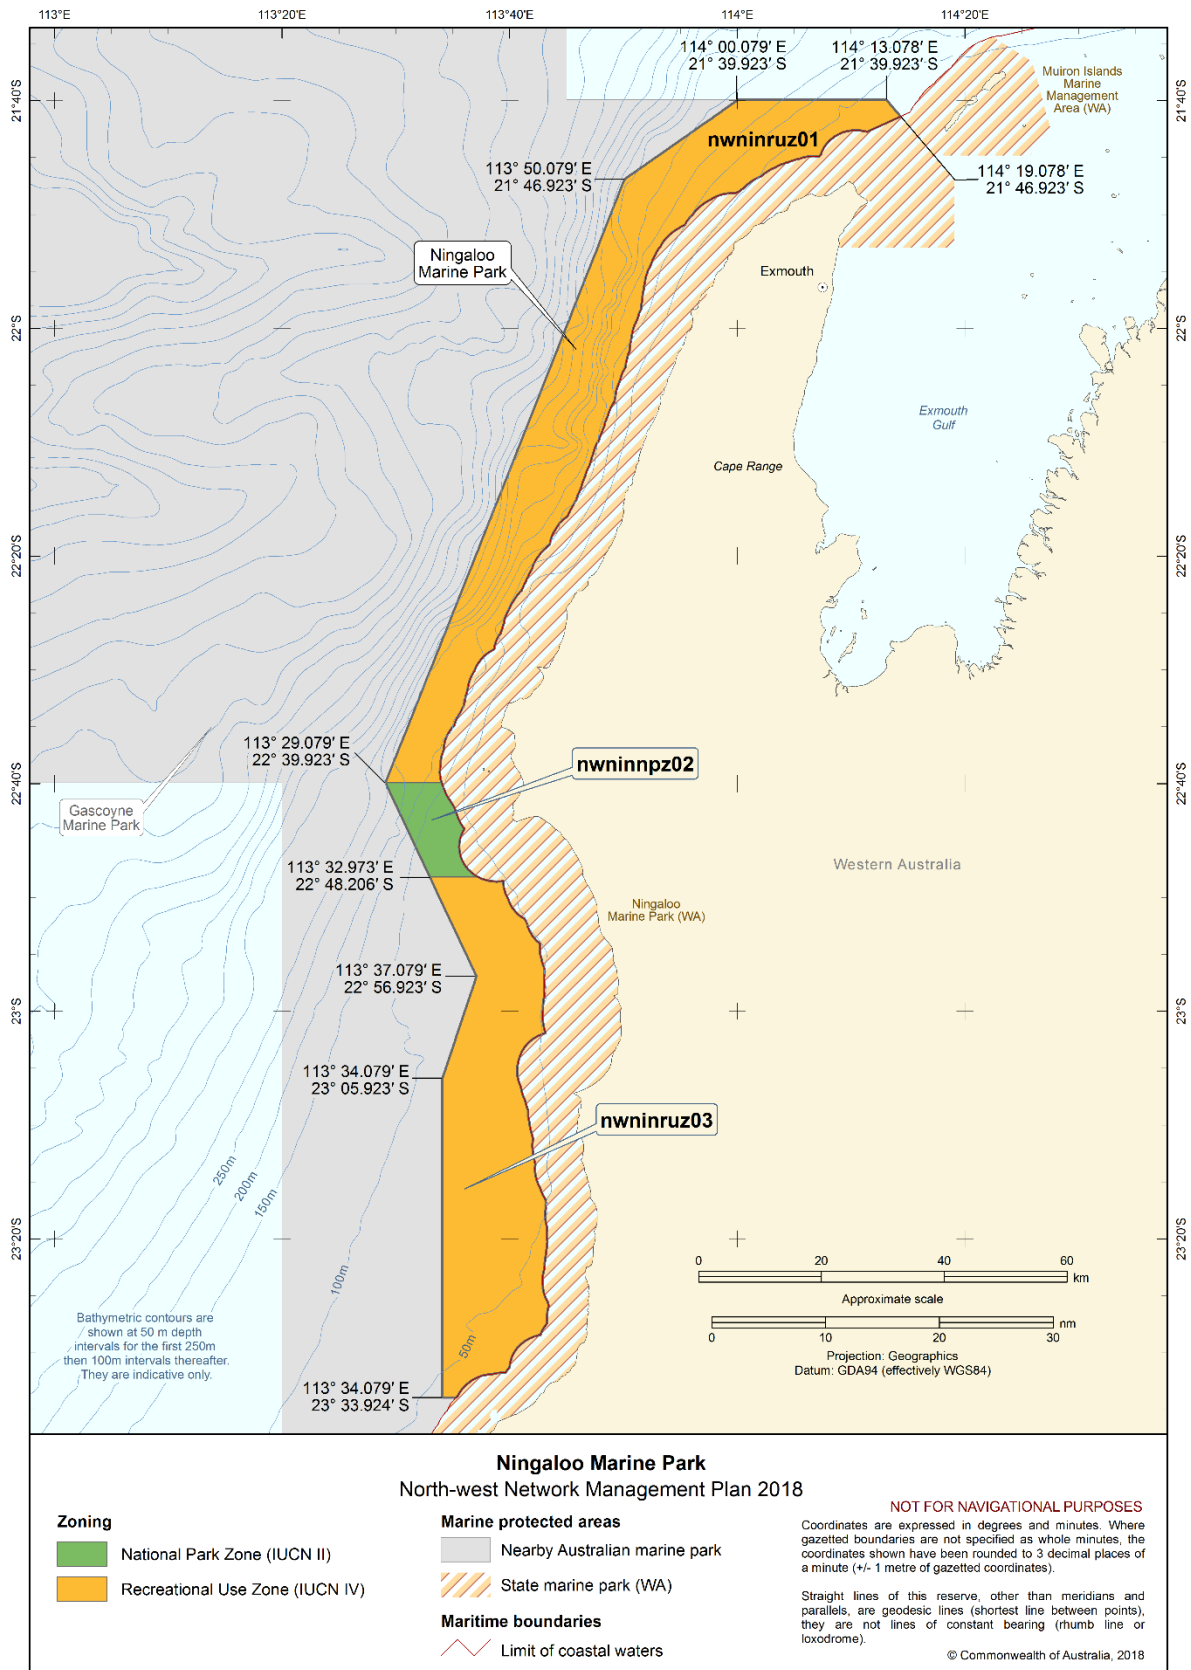 113° E
113°20'E
113°40'E
114°E
114°20'E
114° 00.079′ E
21° 39.923′ S
114° 13.078′ E
21° 39.923′ S
Muiron Islands
Marine
Management
Area (WA)
21°40'S
21°40'S
nwninruz01
113° 50.079′ E
21° 46.923′ S
114° 19.078′ E
21° 46.923′ S
Ningaloo
Marine Park
Exmouth
22°S
22°S
Exmouth
Gulf
Cape Range
22°20'S
22°20'S
113° 29.079′ E
22° 39.923′ S
nwninnpz02
22°40'S
22°40'S
Gascoyne
Marine Park
113° 32.973′ E
22° 48.206′ S
Western Australia
Ningaloo
Marine Park (WA)
113° 37.079′ E
22° 56.923′ S
23°S
23°S
113° 34.079′ E
23° 05.923′ S
nwninruz03
250m
200m
150m
23°20'S
23°20'S
100m
50m
0 20 40 60
km
Approximate scale
nm
0 10 20 30
Projection: Geographics
Datum: GDA94 (effectively WGS84)
Bathymetric contours are
shown at 50 m depth
intervals for the first 250m
then 100m intervals thereafter.
They are indicative only.
113° 34.079′ E
23° 33.924′ S
Ningaloo Marine Park
North-west Network Management Plan 2018
Zoning
National Park Zone (IUCN II)
Recreational Use Zone (IUCN IV)
Marine protected areas
Nearby Australian marine park
State marine park (WA)
Maritime boundaries
Limit of coastal waters
NOT FOR NAVIGATIONAL PURPOSES
Coordinates are expressed in degrees and minutes. Where
gazetted boundaries are not specified as whole minutes, the
coordinates shown have been rounded to 3 decimal places of
a minute (+/- 1 metre of gazetted coordinates).
Straight lines of this reserve, other than meridians and
parallels, are geodesic lines (shortest line between points),
they are not lines of constant bearing (rhumb line or
loxodrome).
© Commonwealth of Australia, 2018